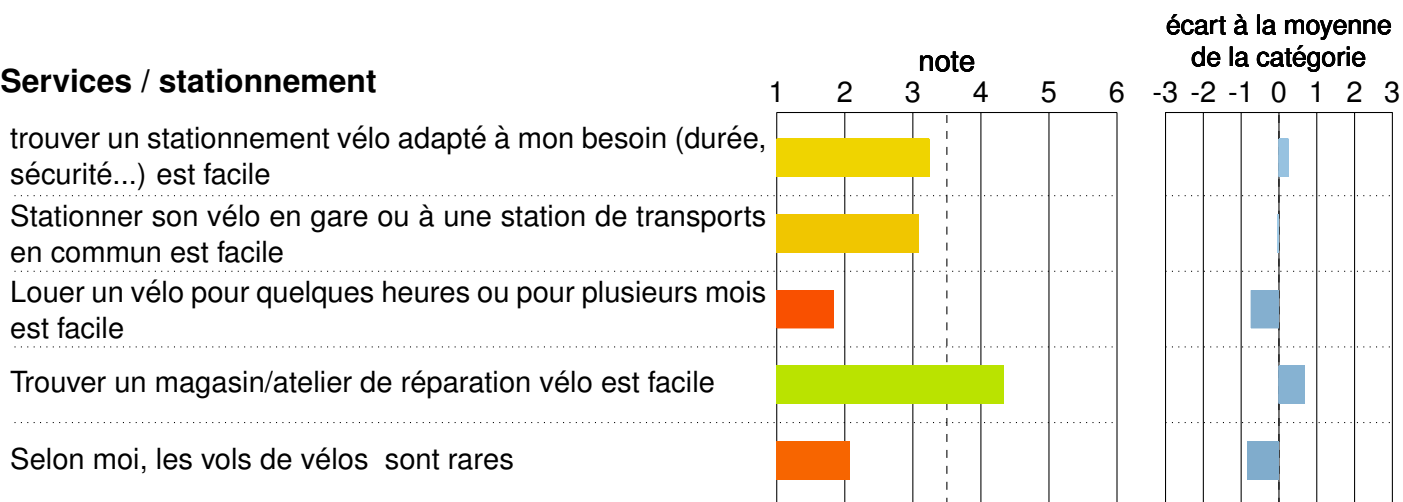 écart à la moyenne
note de la catégorie
Services / stationnement
1 2 3 4 5 6 -3 -2 -1 0 1 2 3
trouver un stationnement vélo adapté à mon besoin (durée,
sécurité...) est facile
Stationner son vélo en gare ou à une station de transports
en commun est facile
Louer un vélo pour quelques heures ou pour plusieurs mois
est facile
Trouver un magasin/atelier de réparation vélo est facile
Selon moi, les vols de vélos sont rares